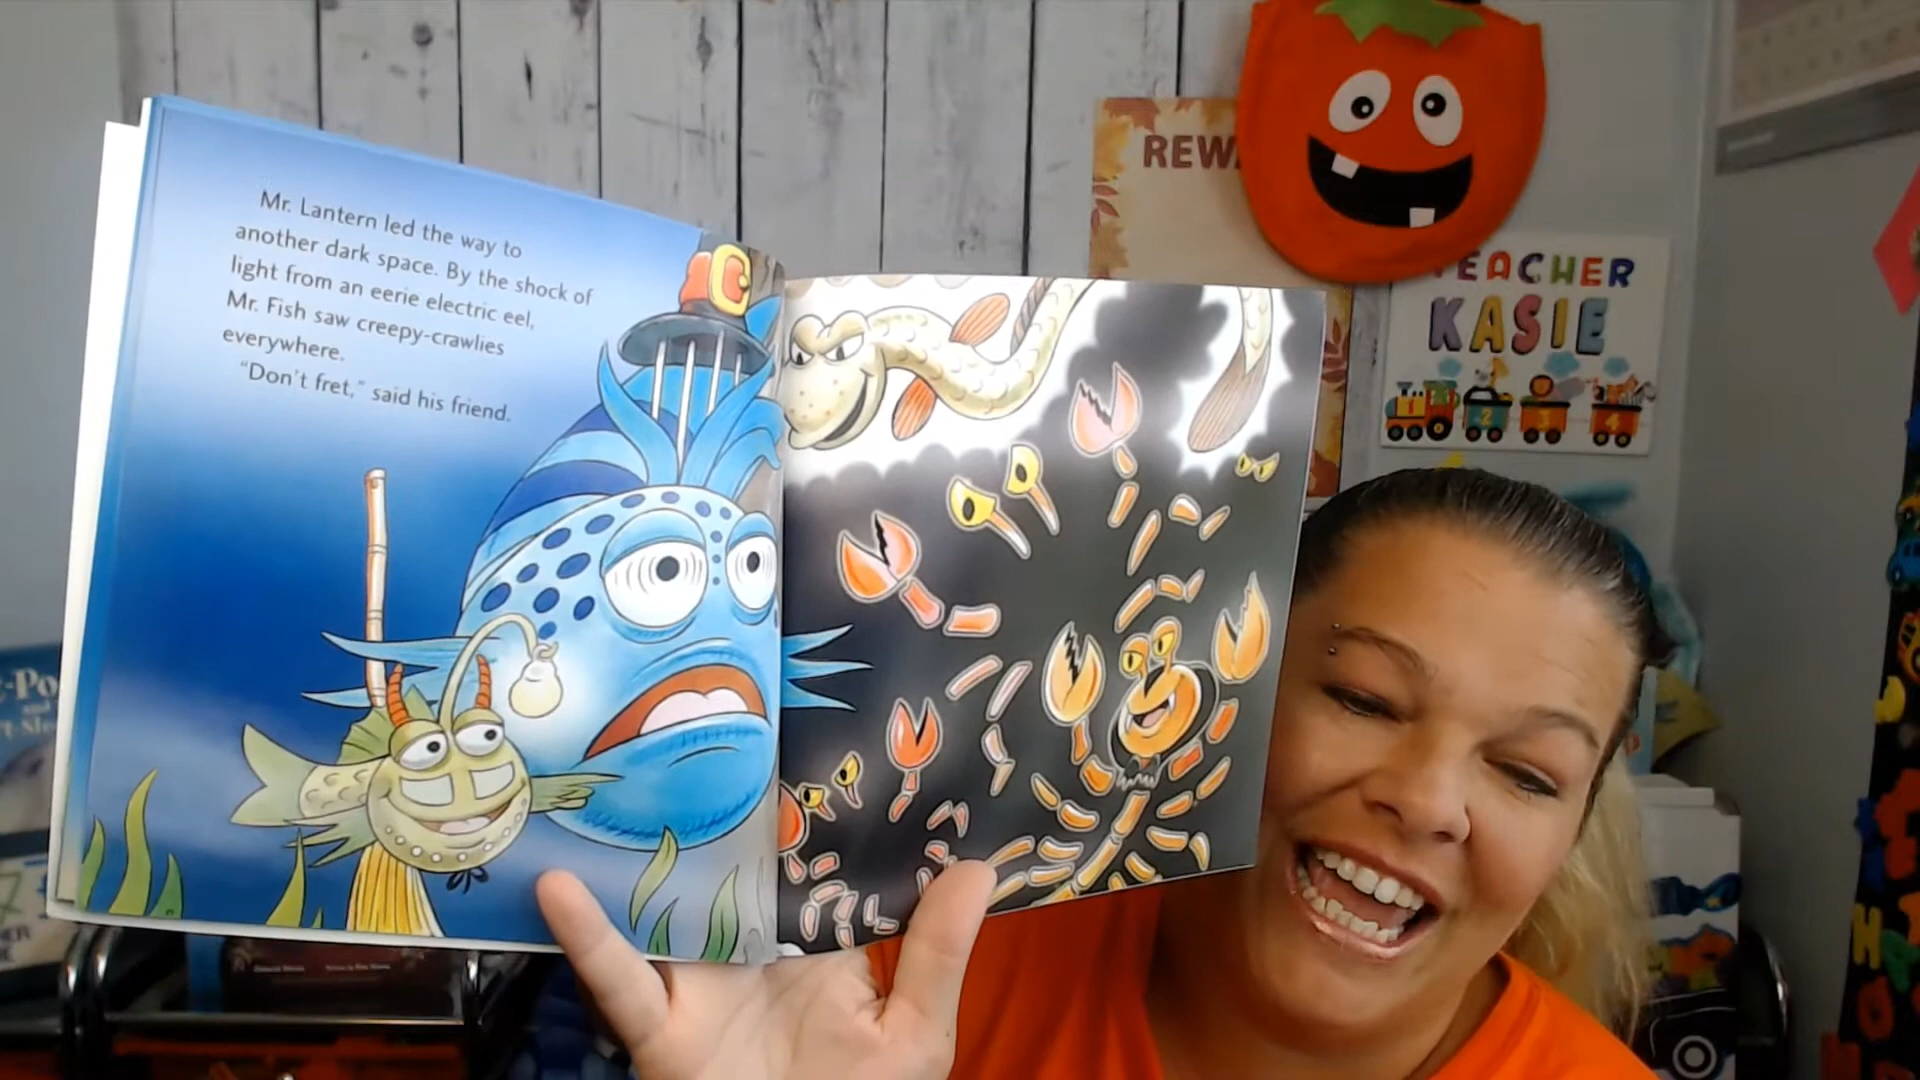 Mr. Lantern led the way to
another dark space. By the shock of
light from an eerie electric eel,
Mr. Fish saw creepy-crawlies
everywhere.
"Don't fret," said his friend.
REW
TEACHER
KASIE
1 2 3 4